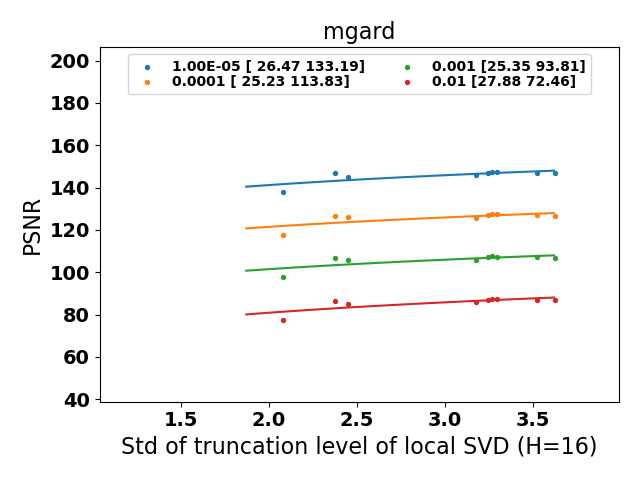 mgard
1.00E-05 [ 26.47 133.19]
0.0001 [ 25.23 113.83]
0.001 [25.35 93.81]
0.01 [27.88 72.46]
PSNR
200
180
160
140
120
100
80
60
40
1.5 2.0 2.5 3.0 3.5
Std of truncation level of local SVD (H=16)